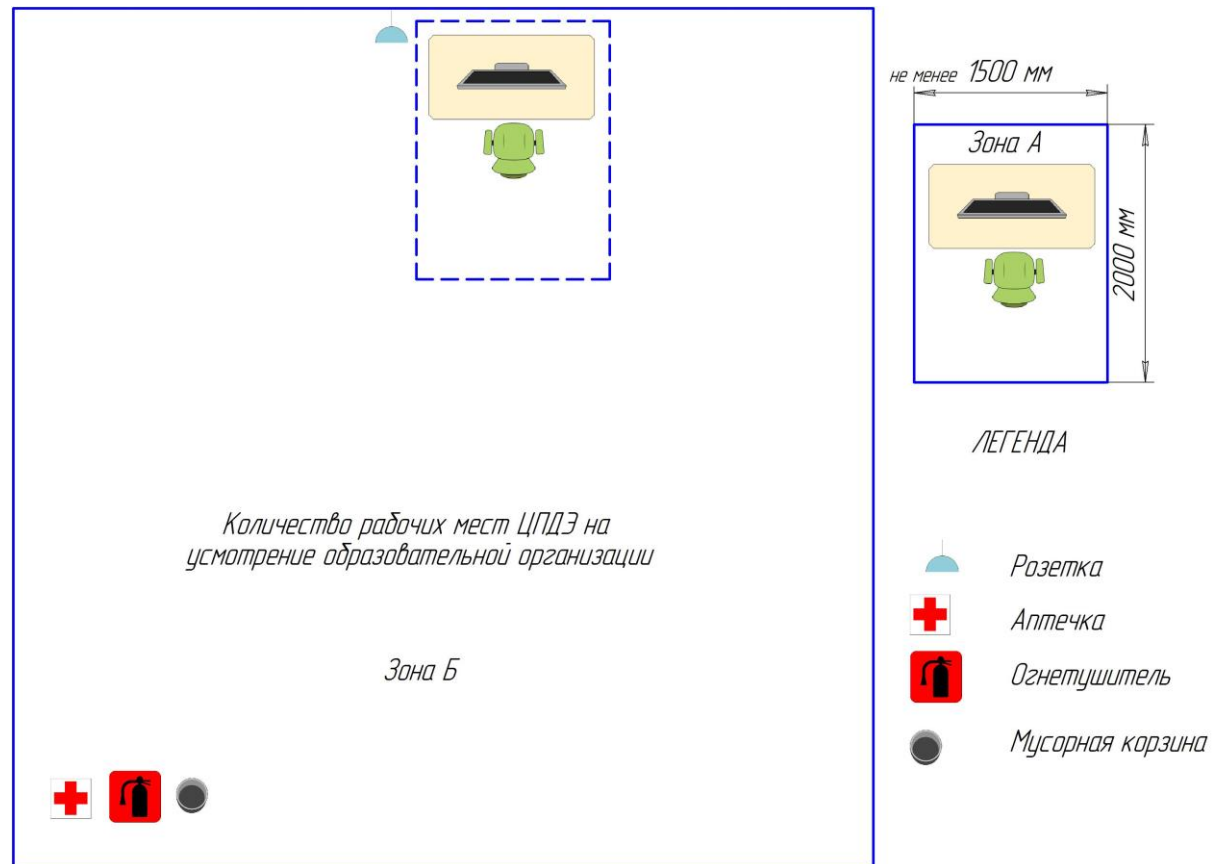 не менее 1500 мм
Зона А
2000 мм
ЛЕГЕНДА
Количество рабочих мест ЦПДЭ на
усмотрение образовательной организации
Зона Б
Розетка
Аптечка
Огнетушитель
Мусорная корзина